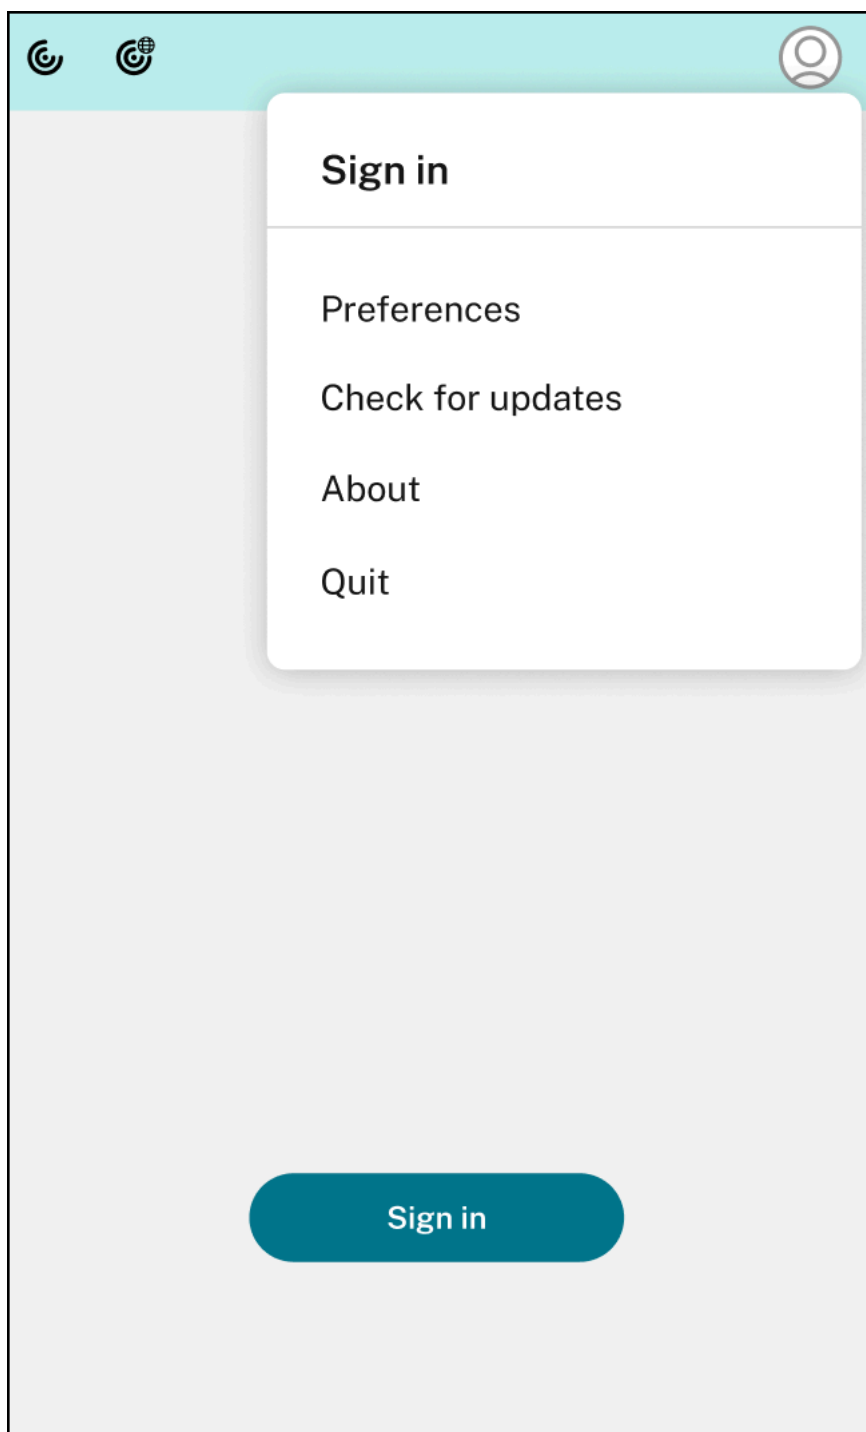 Sign in
Preferences
Check for updates
About
Quit
Sign in